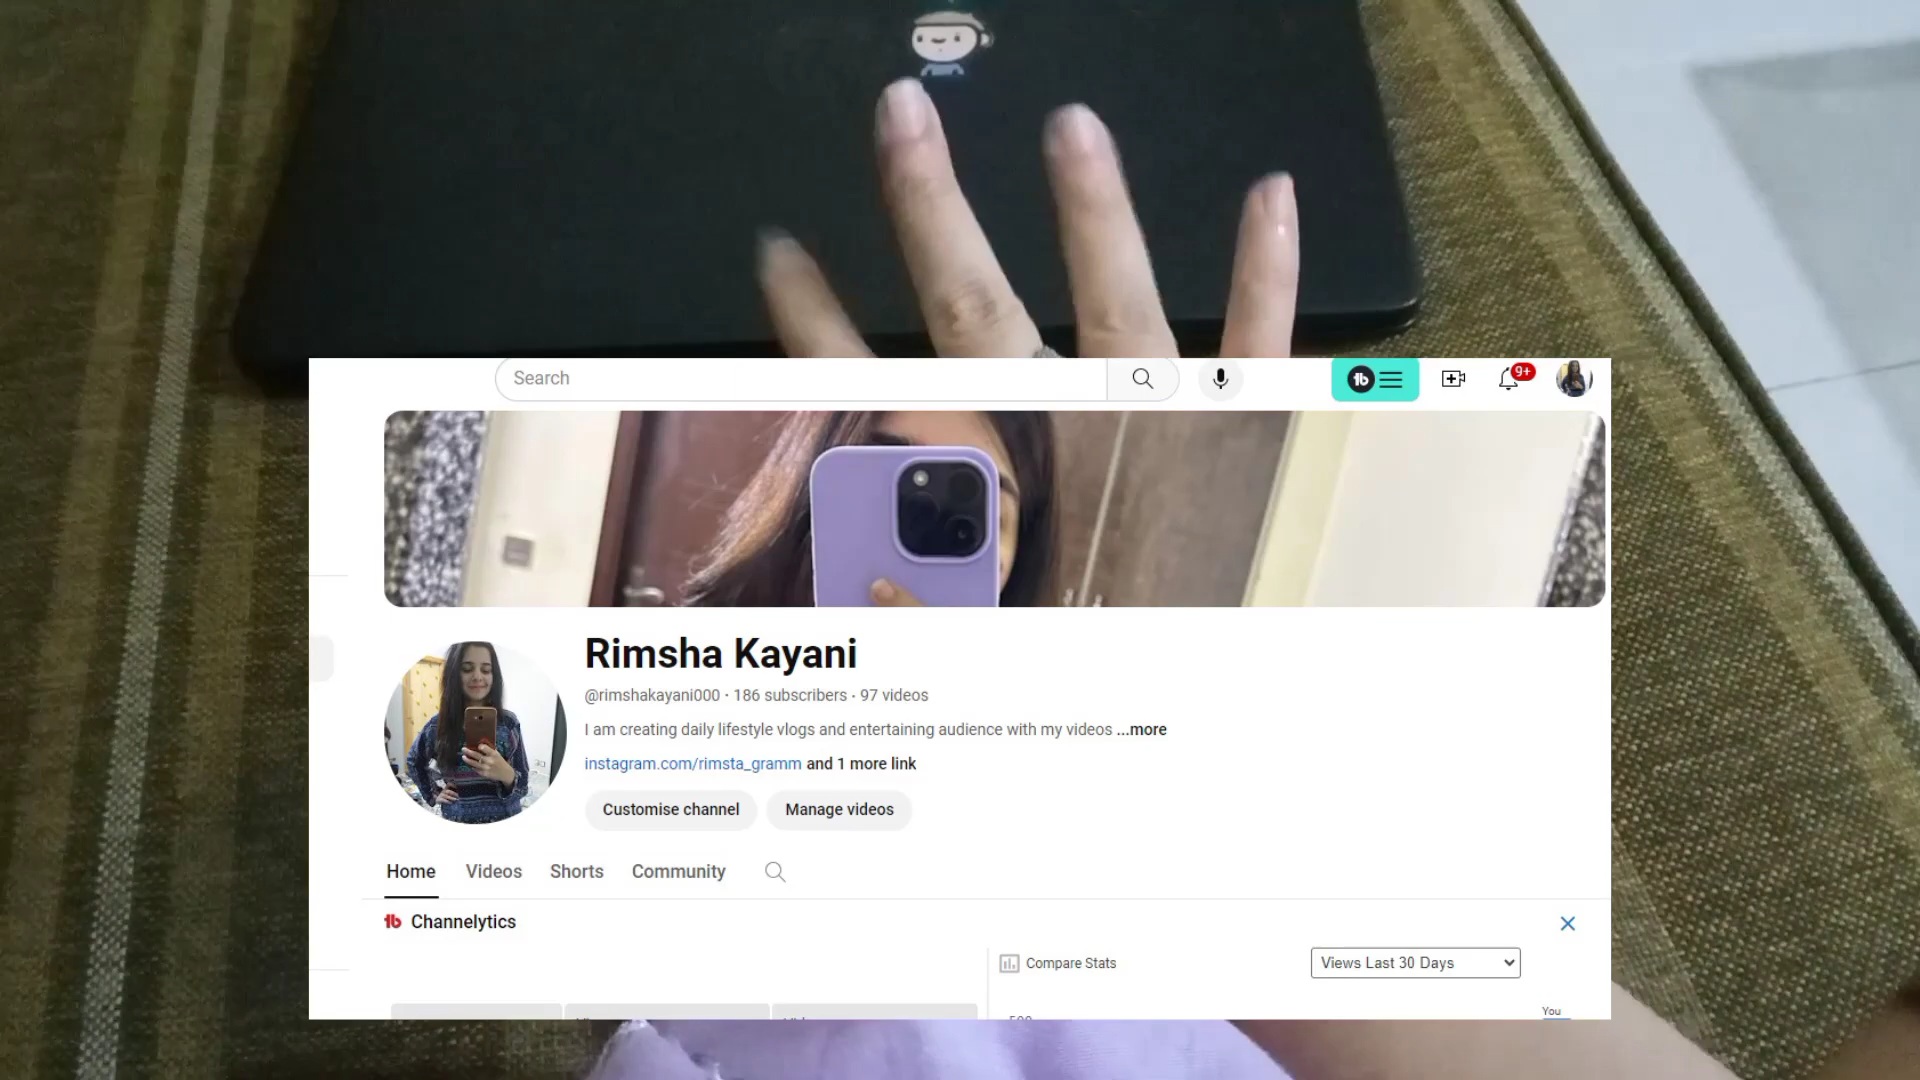 Search
9+
Rimsha Kayani
@rimshakayani000 · 186 subscribers · 97 videos
I am creating daily lifestyle vlogs and entertaining audience with my videos ...more
instagram.com/rimsta_gramm and 1 more link
Customise channel Manage videos
Home Videos Shorts Community
Channelytics
Compare Stats Views Last 30 Days
You